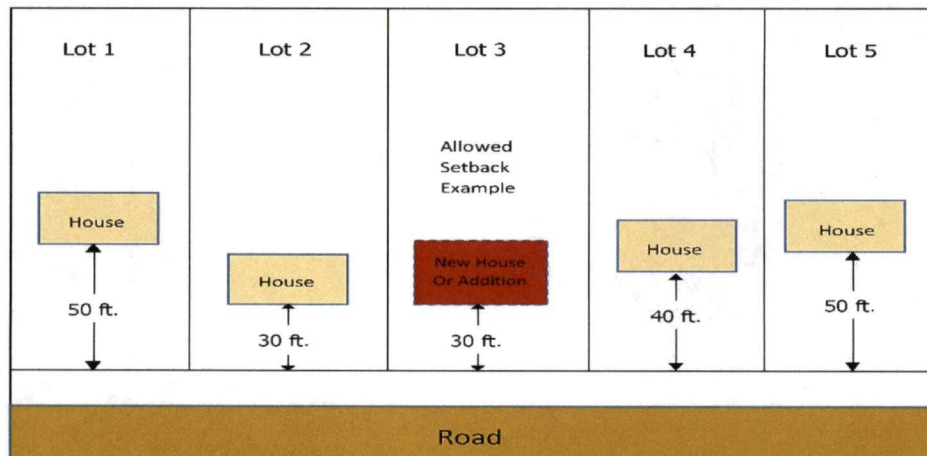 Lot 1
Lot 2
Lot 3
Lot 4
Lot 5
Allowed
Setback
Example
House
House
New House
Or Addition
House
House
50 ft.
30 ft.
30 ft.
40 ft.
50 ft.
Road